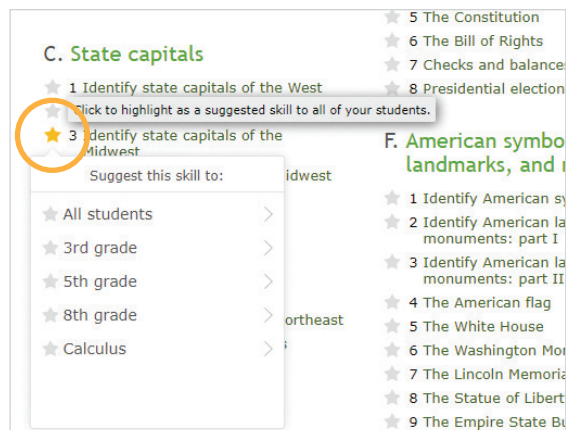 C. State capitals
1 Identify state capitals of the West
Click to highlight as a suggested skill to all of your students.
3 Identify state capitals of the
Midwest
Suggest this skill to:
All students
3rd grade
5th grade
8th grade
Calculus
5 The Constitution
6 The Bill of Rights
7 Checks and balance
8 Presidential election
F. American symbo
landmarks, and
1 Identify American
2 Identify American la
monuments: part I
3 Identify American la
monuments: part II
4 The American flag
5 The White House
6 The Washington Mo
7 The Lincoln Memoria
8 The Statue of Libert
9 The Empire State